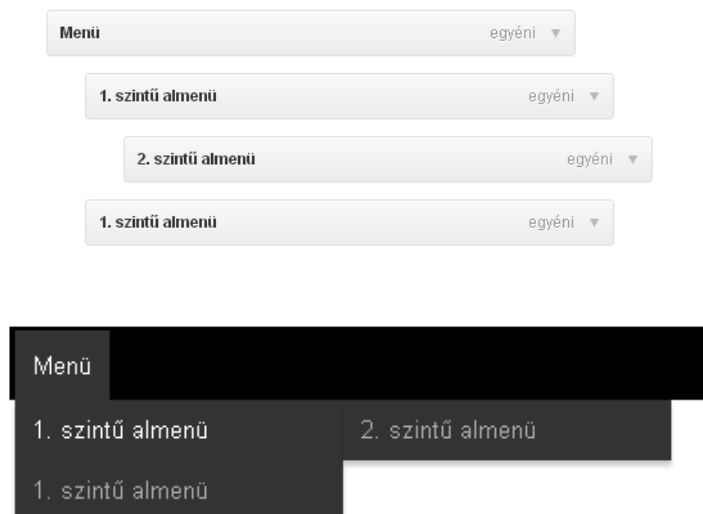 Menü egyéni ▼
1. szintű almenü egyéni ▼
2. szintű almenü egyéni ▼
1. szintű almenü egyéni ▼
Menü
1. szintű almenü 2. szintű almenü
1. szintű almenü